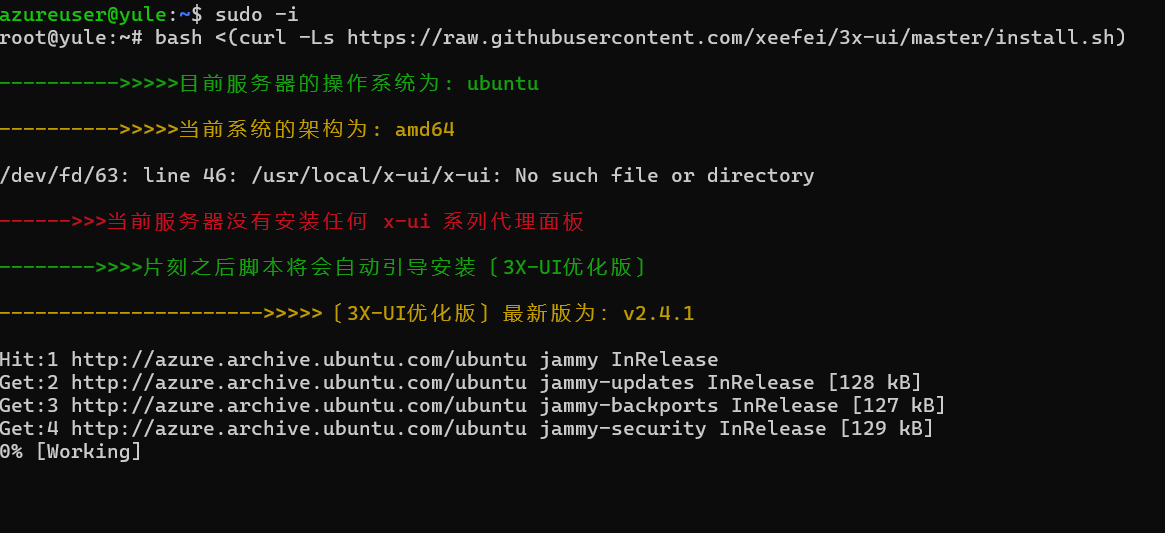 azureuser@yule:~$ sudo -i
root@yule:~# bash <(curl -Ls https://raw.githubusercontent.com/xeefei/3x-ui/master/install.sh)
---------->>>>>目前服务器的操作系统为: ubuntu
---------->>>>>当前系统的架构为: amd64
/dev/fd/63: line 46: /usr/local/x-ui/x-ui: No such file or directory
------>>>当前服务器没有安装任何 x-ui 系列代理面板
-------->>>>片刻之后脚本将会自动引导安装〔3X-UI优化版〕
---------------------->>>>>〔3X-UI优化版〕最新版为: v2.4.1
Hit:1 http://azure.archive.ubuntu.com/ubuntu jammy InRelease
Get:2 http://azure.archive.ubuntu.com/ubuntu jammy-updates InRelease [128 kB]
Get:3 http://azure.archive.ubuntu.com/ubuntu jammy-backports InRelease [127 kB]
Get:4 http://azure.archive.ubuntu.com/ubuntu jammy-security InRelease [129 kB]
0% [Working]